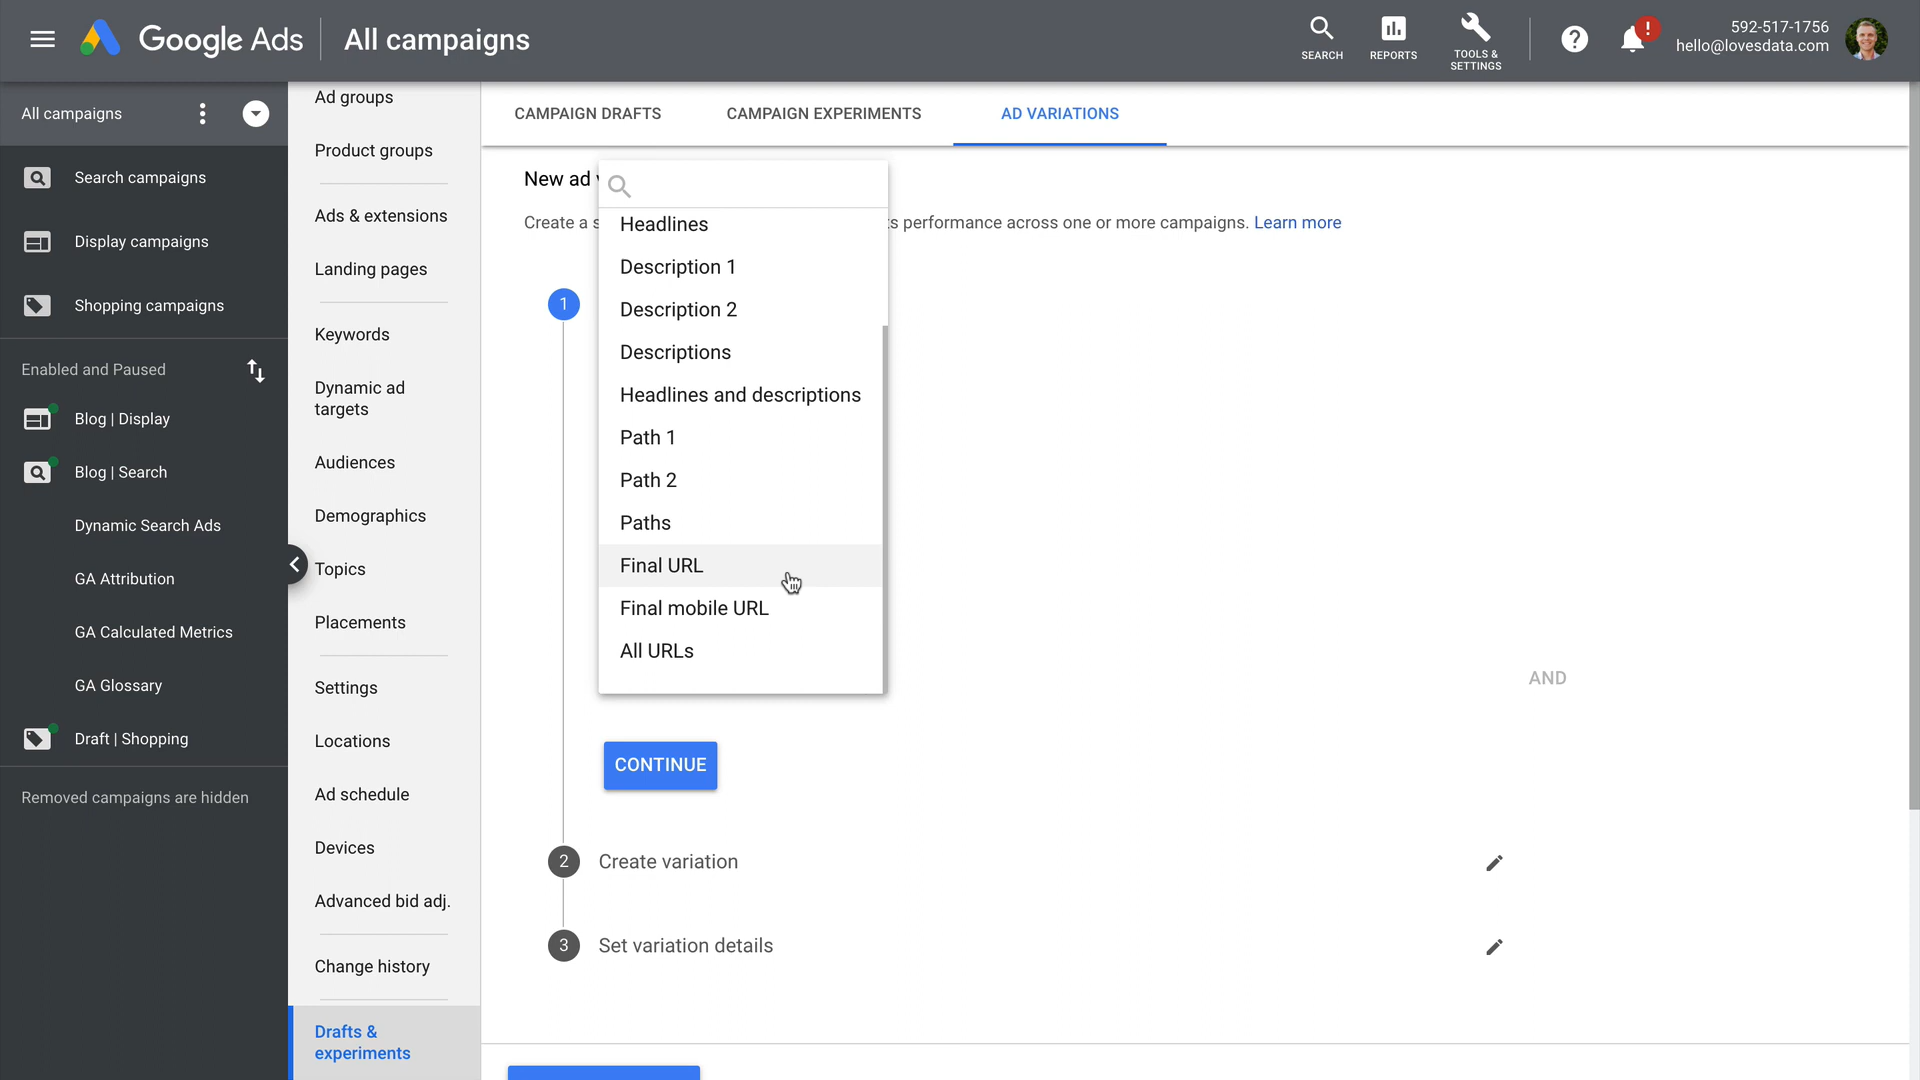 Google Ads
All campaigns
SEARCH
REPORTS
TOOLS &
SETTINGS
?
!
592-517-1756
hello@lovesdata.com
All campaigns
Search campaigns
Display campaigns
Shopping campaigns
Enabled and Paused
Blog | Display
Blog | Search
Dynamic Search Ads
GA Attribution
GA Calculated Metrics
GA Glossary
Draft | Shopping
Removed campaigns are hidden
Ad groups
Product groups
Ads & extensions
Landing pages
Keywords
Dynamic ad
targets
Audiences
Demographics
Topics
Placements
Settings
Locations
Ad schedule
Devices
Advanced bid adj.
Change history
Drafts &
experiments
CAMPAIGN DRAFTS
CAMPAIGN EXPERIMENTS
AD VARIATIONS
New ad
Create a performance across one or more campaigns. Learn more
1
Headlines
Description 1
Description 2
Descriptions
Headlines and descriptions
Path 1
Path 2
Paths
Final URL
Final mobile URL
All URLs
AND
CONTINUE
2 Create variation
3 Set variation details